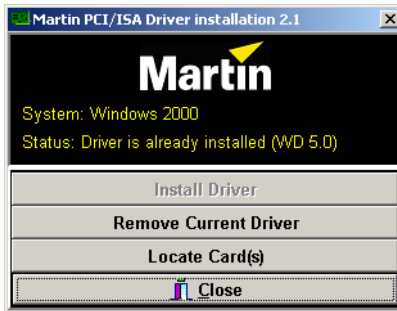 Martin PCI/ISA Driver installation 2.1
Martin
System: Windows 2000
Status: Driver is already installed (WD 5.0)
Install Driver
Remove Current Driver
Locate Card(s)
Close